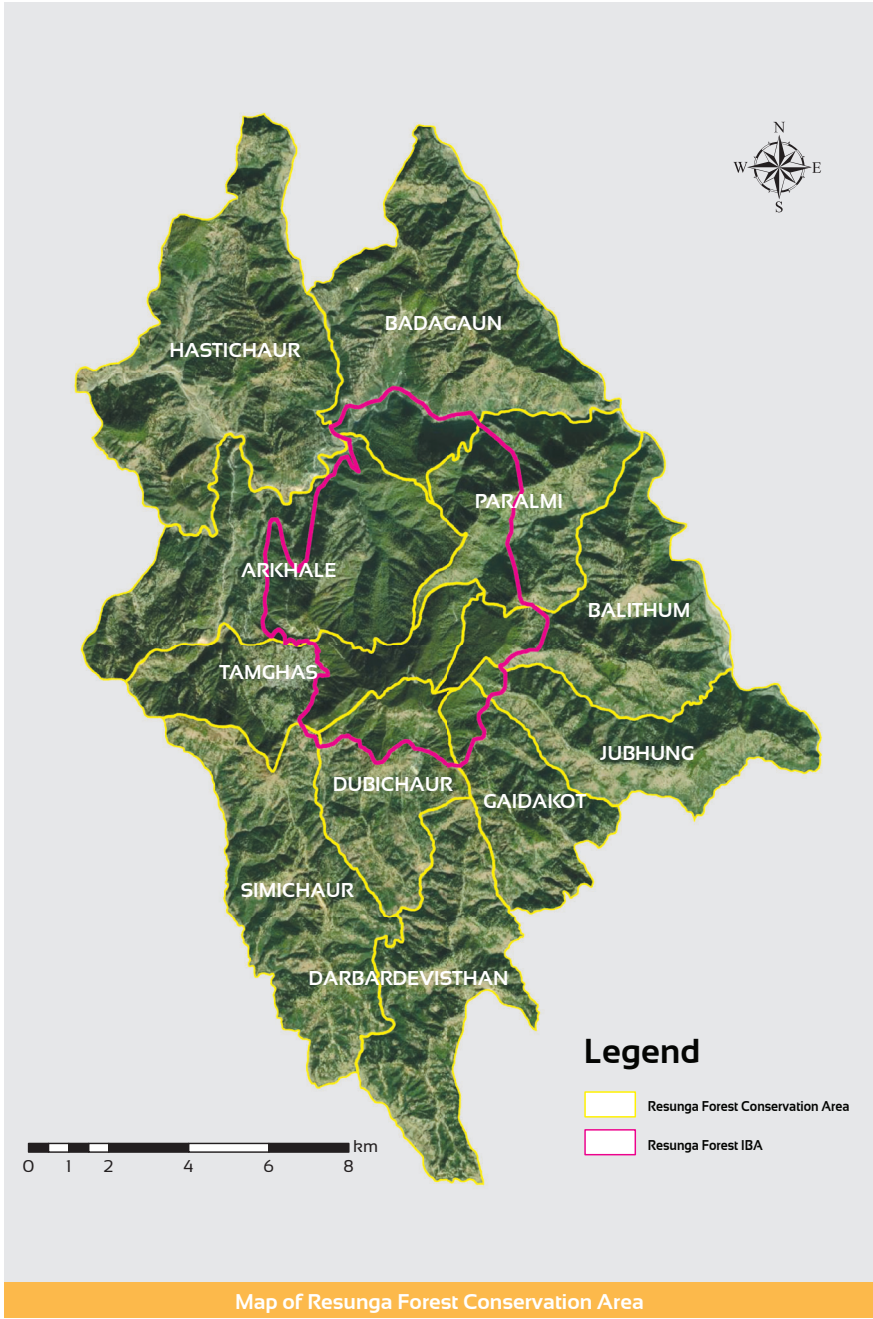 N
W E
S
BADAGAUN
HASTICHAUR
PARALMI
ARKHALE
BALITHUM
TAMGHAS
JUBHUNG
DUBICHAUR
GAIDAKOT
SIMICHAUR
DARBARDEVISTHAN
Legend
Resunga Forest Conservation Area
Resunga Forest IBA
km
0 1 2 4 6 8
Map of Resunga Forest Conservation Area